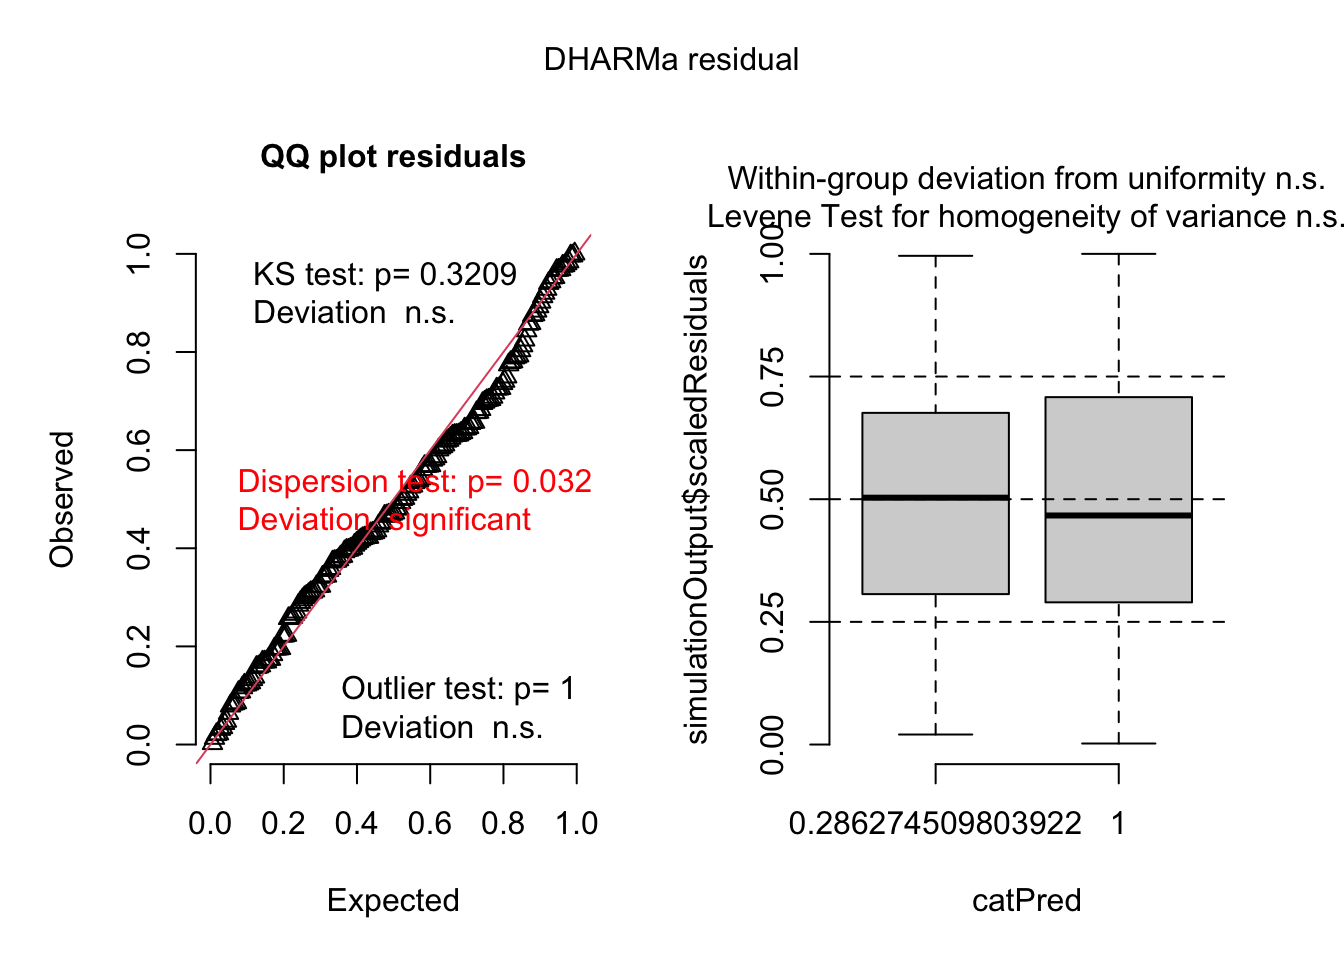 DHARMa residual
QQ plot residuals
KS test: p= 0.3209
Deviation  n.s.
Dispersion test: p= 0.032
Deviation  significant
Outlier test: p= 1
Deviation  n.s.
Observed
0.0 0.2 0.4 0.6 0.8 1.0
0.0 0.2 0.4 0.6 0.8 1.0
Expected
Within-group deviation from uniformity n.s.
Levene Test for homogeneity of variance n.s.
simulationOutput$scaledResiduals
0.00 0.25 0.50 0.75 1.00
0.286274509803922 1
catPred